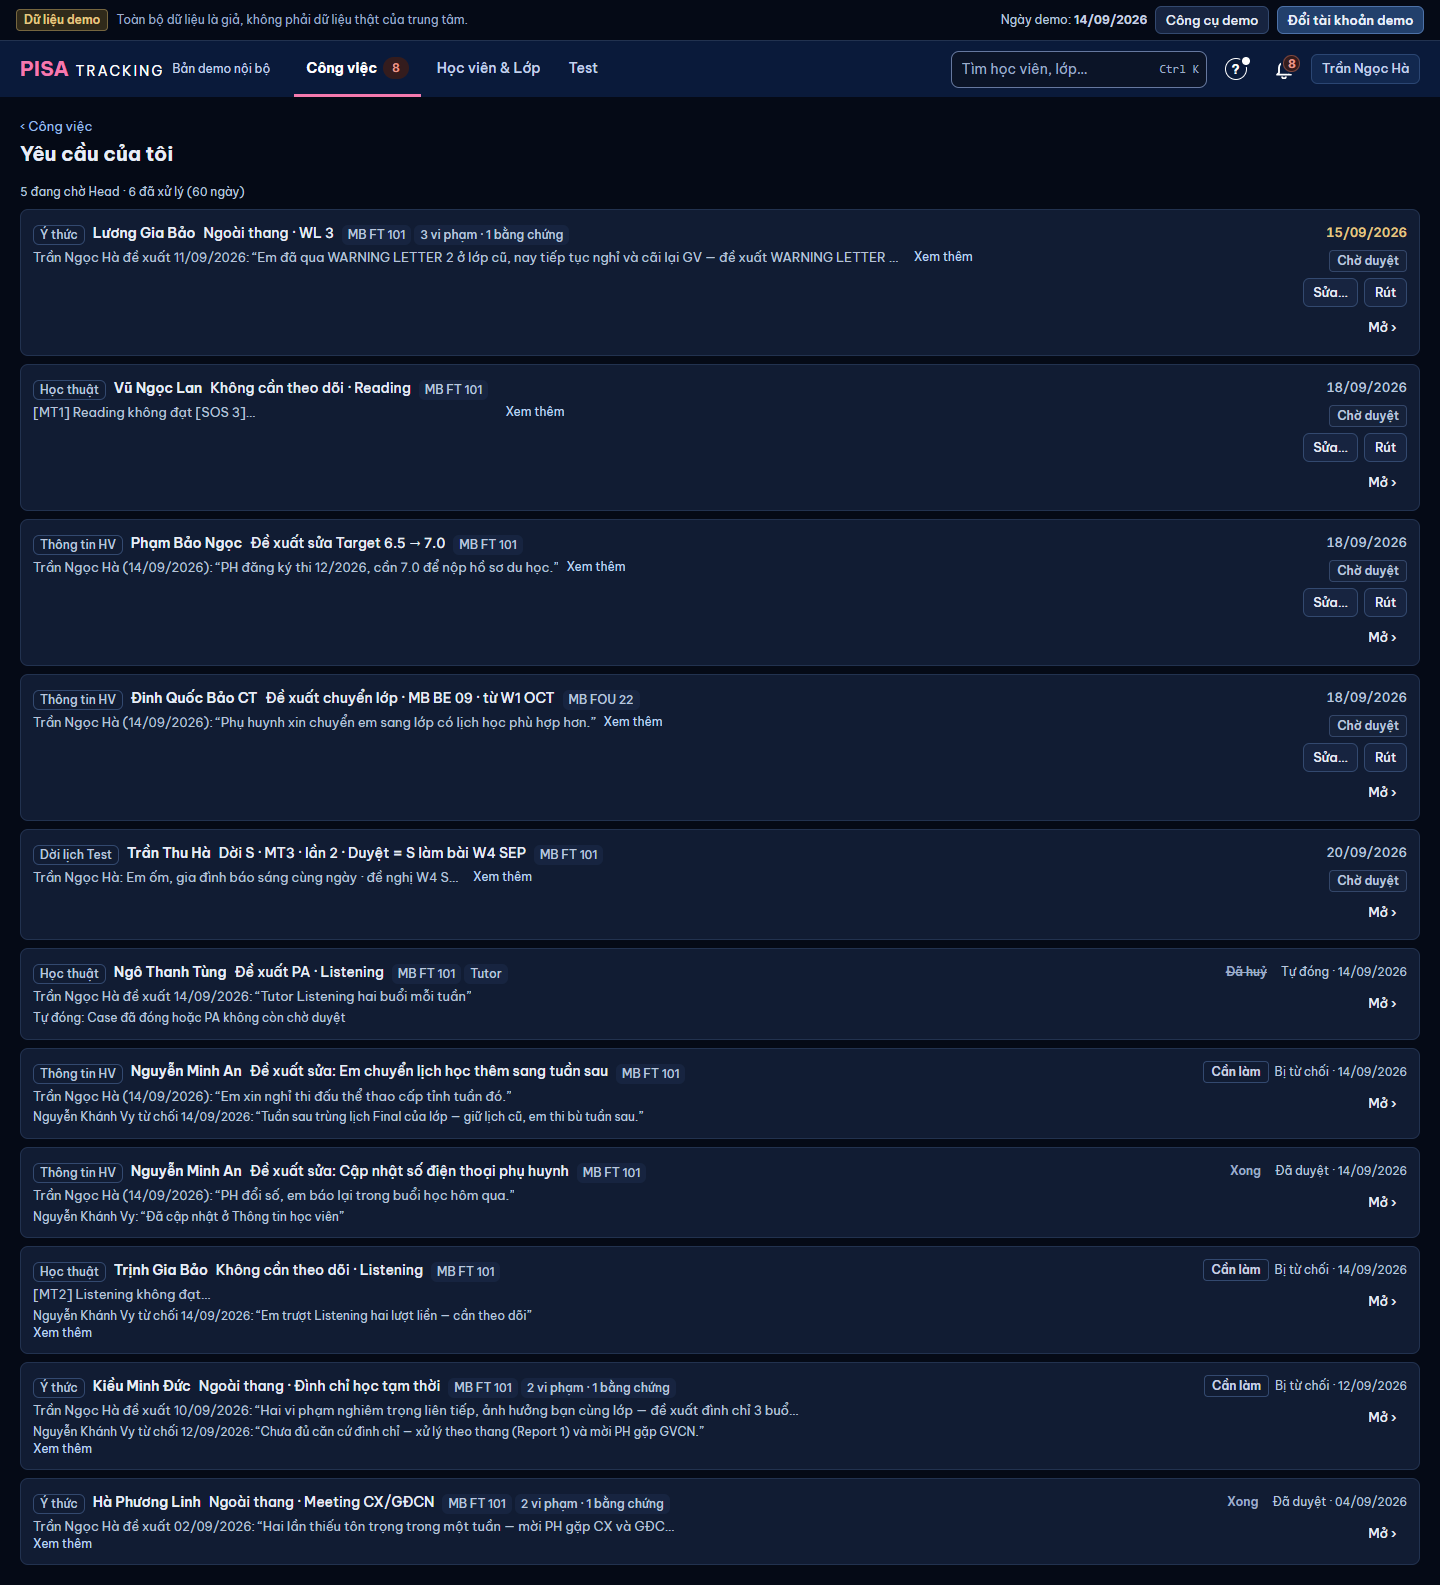 Dữ liệu demo Toàn bộ dữ liệu là giả, không phải dữ liệu thật của trung tâm. Ngày demo: 14/09/2026 Công cụ demo Đổi tài khoản demo
PISA TRACKING Bản demo nội bộ Công việc 8 Học viên & Lớp Test Tìm học viên, lớp... Ctrl K ? 8 Trần Ngọc Hà
‹ Công việc
Yêu cầu của tôi
5 đang chờ Head · 6 đã xử lý (60 ngày)
Ý thức Lương Gia Bảo Ngoài thang · WL 3 MB FT 101 3 vi phạm · 1 bằng chứng 15/09/2026
Trần Ngọc Hà đề xuất 11/09/2026: “Em đã qua WARNING LETTER 2 ở lớp cũ, nay tiếp tục nghỉ và cãi lại GV — đề xuất WARNING LETTER ... Xem thêm
Chờ duyệt
Sửa... Rút
Mở ›
Học thuật Vũ Ngọc Lan Không cần theo dõi · Reading MB FT 101 18/09/2026
[MT1] Reading không đạt [SOS 3]... Xem thêm
Chờ duyệt
Sửa... Rút
Mở ›
Thông tin HV Phạm Bảo Ngọc Đề xuất sửa Target 6.5 → 7.0 MB FT 101 18/09/2026
Trần Ngọc Hà (14/09/2026): “PH đăng ký thi 12/2026, cần 7.0 để nộp hồ sơ du học.” Xem thêm
Chờ duyệt
Sửa... Rút
Mở ›
Thông tin HV Đinh Quốc Bảo CT Đề xuất chuyển lớp · MB BE 09 · từ W1 OCT MB FOU 22 18/09/2026
Trần Ngọc Hà (14/09/2026): “Phụ huynh xin chuyển em sang lớp có lịch học phù hợp hơn.” Xem thêm
Chờ duyệt
Sửa... Rút
Mở ›
Dời lịch Test Trần Thu Hà Dời S · MT3 · lần 2 · Duyệt = S làm bài W4 SEP MB FT 101 20/09/2026
Trần Ngọc Hà: Em ốm, gia đình báo sáng cùng ngày · đề nghị W4 S... Xem thêm
Chờ duyệt
Mở ›
Học thuật Ngô Thanh Tùng Đề xuất PA · Listening MB FT 101 Tutor Đã huỷ Tự đóng · 14/09/2026
Trần Ngọc Hà đề xuất 14/09/2026: “Tutor Listening hai buổi mỗi tuần”
Mở ›
Tự đóng: Case đã đóng hoặc PA không còn chờ duyệt
Thông tin HV Nguyễn Minh An Đề xuất sửa: Em chuyển lịch học thêm sang tuần sau MB FT 101 Cần làm Bị từ chối · 14/09/2026
Trần Ngọc Hà (14/09/2026): “Em xin nghỉ thi đấu thể thao cấp tỉnh tuần đó.”
Mở ›
Nguyễn Khánh Vy từ chối 14/09/2026: “Tuần sau trùng lịch Final của lớp — giữ lịch cũ, em thi bù tuần sau.”
Thông tin HV Nguyễn Minh An Đề xuất sửa: Cập nhật số điện thoại phụ huynh MB FT 101 Xong Đã duyệt · 14/09/2026
Trần Ngọc Hà (14/09/2026): “PH đổi số, em báo lại trong buổi học hôm qua.”
Mở ›
Nguyễn Khánh Vy: “Đã cập nhật ở Thông tin học viên”
Học thuật Trịnh Gia Bảo Không cần theo dõi · Listening MB FT 101 Cần làm Bị từ chối · 14/09/2026
[MT2] Listening không đạt...
Mở ›
Nguyễn Khánh Vy từ chối 14/09/2026: “Em trượt Listening hai lượt liền — cần theo dõi”
Xem thêm
Ý thức Kiều Minh Đức Ngoài thang · Đình chỉ học tạm thời MB FT 101 2 vi phạm · 1 bằng chứng Cần làm Bị từ chối · 12/09/2026
Trần Ngọc Hà đề xuất 10/09/2026: “Hai vi phạm nghiêm trọng liên tiếp, ảnh hưởng bạn cùng lớp — đề xuất đình chỉ 3 buổ...
Mở ›
Nguyễn Khánh Vy từ chối 12/09/2026: “Chưa đủ căn cứ đình chỉ — xử lý theo thang (Report 1) và mời PH gặp GVCN.”
Xem thêm
Ý thức Hà Phương Linh Ngoài thang · Meeting CX/GĐCN MB FT 101 2 vi phạm · 1 bằng chứng Xong Đã duyệt · 04/09/2026
Trần Ngọc Hà đề xuất 02/09/2026: “Hai lần thiếu tôn trọng trong một tuần — mời PH gặp CX và GĐC...
Mở ›
Xem thêm